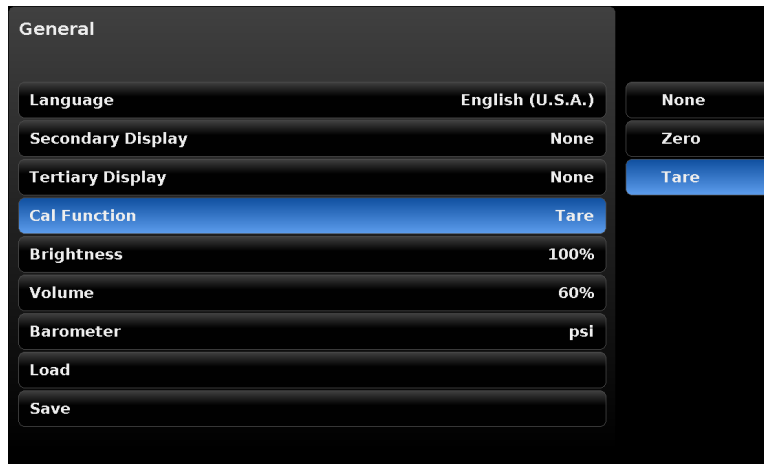 General
Language English (U.S.A.) None
Secondary Display None Zero
Tertiary Display None Tare
Cal Function Tare
Brightness 100%
Volume 60%
Barometer psi
Load
Save